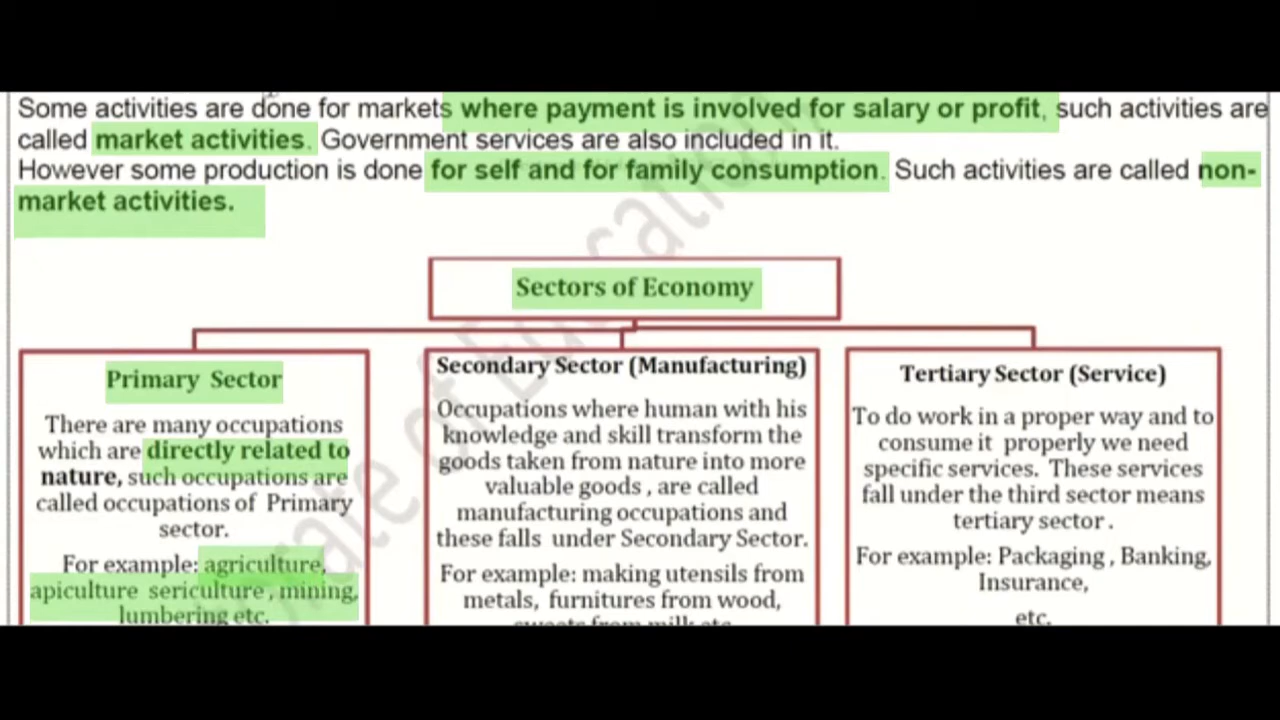 Some activities are done for markets where payment is involved for salary or profit, such activities are
called market activities. Government services are also included in it.
However some production is done for self and for family consumption. Such activities are called non-
market activities.
Sectors of Economy
Primary Sector
There are many occupations
which are directly related to
nature, such occupations are
called occupations of Primary
sector.
For example: agriculture,
apiculture sericulture, mining,
lumbering etc.
Secondary Sector (Manufacturing)
Occupations where human with his
knowledge and skill transform the
goods taken from nature into more
valuable goods , are called
manufacturing occupations and
these falls under Secondary Sector.
For example: making utensils from
metals, furnitures from wood,
sweets from milk etc
Tertiary Sector (Service)
To do work in a proper way and to
consume it properly we need
specific services. These services
fall under the third sector means
tertiary sector .
For example: Packaging , Banking,
Insurance,
etc.